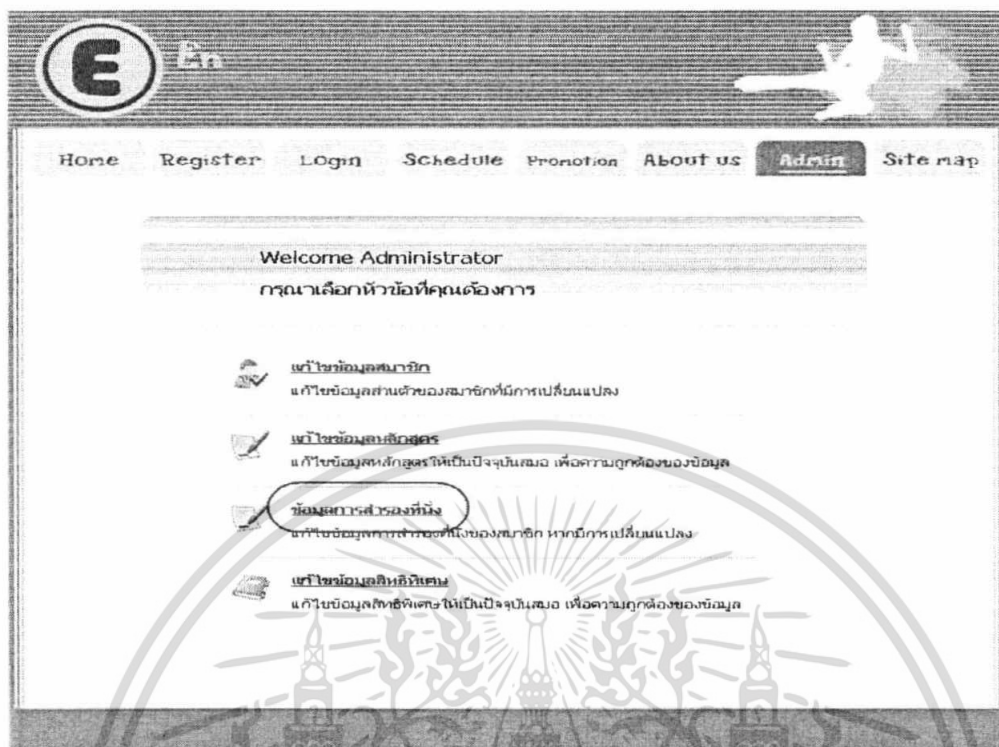 E En
Home Register Login Schedule Promotion About us Admin Site map
Welcome Administrator
กรุณาเลือกหัวข้อที่คุณต้องการ
แก้ไขข้อมูลสมาชิก
แก้ไขข้อมูลส่วนตัวของสมาชิกที่มีการเปลี่ยนแปลง
แก้ไขข้อมูลหลักสูตร
แก้ไขข้อมูลหลักสูตรให้เป็นปัจจุบันเสมอ เพื่อความถูกต้องของข้อมูล
ข้อมูลการสำรองที่นั่ง
แก้ไขข้อมูลการสำรองที่นั่งของสมาชิก หากมีการเปลี่ยนแปลง
แก้ไขข้อมูลสิทธิพิเศษ
แก้ไขข้อมูลสิทธิพิเศษให้เป็นปัจจุบันเสมอ เพื่อความถูกต้องของข้อมูล